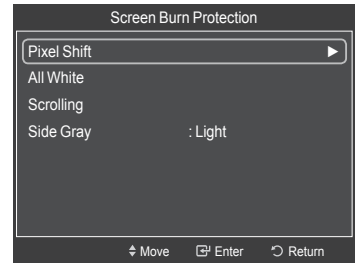 Screen Burn Protection
Pixel Shift ►
All White
Scrolling
Side Gray : Light
Move Enter Return